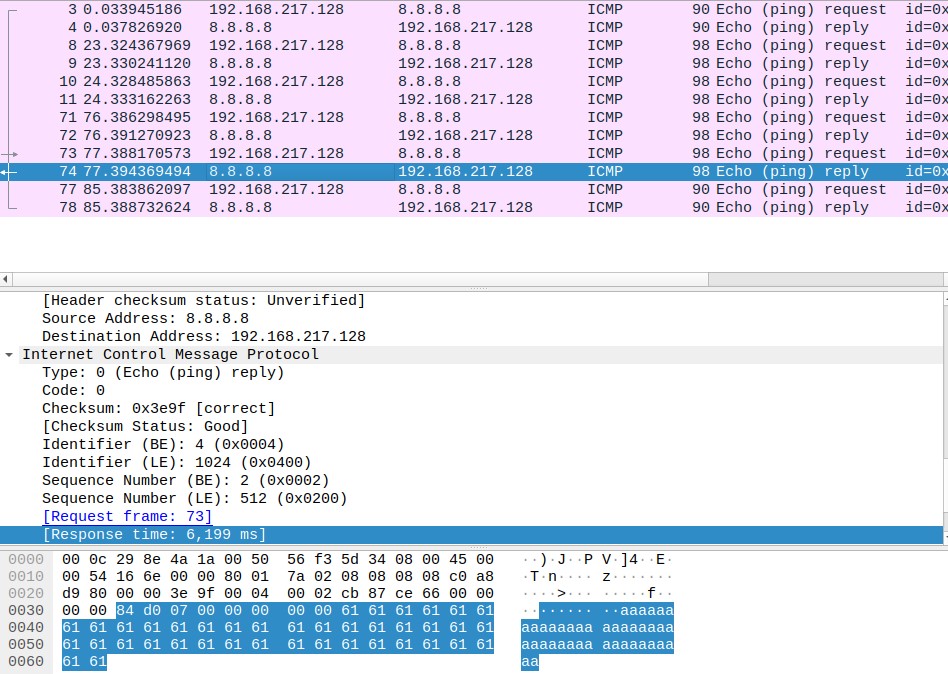 3 0.033945186 192.168.217.128 8.8.8.8 ICMP 90 Echo (ping) request id=0x
4 0.037826920 8.8.8.8 192.168.217.128 ICMP 90 Echo (ping) reply id=0x
8 23.324367969 192.168.217.128 8.8.8.8 ICMP 98 Echo (ping) request id=0x
9 23.330241120 8.8.8.8 192.168.217.128 ICMP 98 Echo (ping) reply id=0x
10 24.328485863 192.168.217.128 8.8.8.8 ICMP 98 Echo (ping) request id=0x
11 24.333162263 8.8.8.8 192.168.217.128 ICMP 98 Echo (ping) reply id=0x
71 76.386298495 192.168.217.128 8.8.8.8 ICMP 98 Echo (ping) request id=0x
72 76.391270923 8.8.8.8 192.168.217.128 ICMP 98 Echo (ping) reply id=0x
73 77.388170573 192.168.217.128 8.8.8.8 ICMP 98 Echo (ping) request id=0x
74 77.394369494 8.8.8.8 192.168.217.128 ICMP 98 Echo (ping) reply id=0x
77 85.383862097 192.168.217.128 8.8.8.8 ICMP 90 Echo (ping) request id=0x
78 85.388732624 8.8.8.8 192.168.217.128 ICMP 90 Echo (ping) reply id=0x
[Header checksum status: Unverified]
Source Address: 8.8.8.8
Destination Address: 192.168.217.128
Internet Control Message Protocol
Type: 0 (Echo (ping) reply)
Code: 0
Checksum: 0x3e9f [correct]
[Checksum Status: Good]
Identifier (BE): 4 (0x0004)
Identifier (LE): 1024 (0x0400)
Sequence Number (BE): 2 (0x0002)
Sequence Number (LE): 512 (0x0200)
[Request frame: 73]
[Response time: 6,199 ms]
0000 00 0c 29 8e 4a 1a 00 50 56 f3 5d 34 08 00 45 00 ··)·J··P V·]4··E·
0010 00 54 16 6e 00 00 80 01 7a 02 08 08 08 08 c0 a8 ·T·n···· z·······
0020 d9 80 00 00 3e 9f 00 04 00 02 cb 87 ce 66 00 00 ····>··· ·····f··
0030 00 00 84 d0 07 00 00 00 00 00 61 61 61 61 61 61 ········ ··aaaaaa
0040 61 61 61 61 61 61 61 61 61 61 61 61 61 61 61 61 aaaaaaaa aaaaaaaa
0050 61 61 61 61 61 61 61 61 61 61 61 61 61 61 61 61 aaaaaaaa aaaaaaaa
0060 61 61 aa